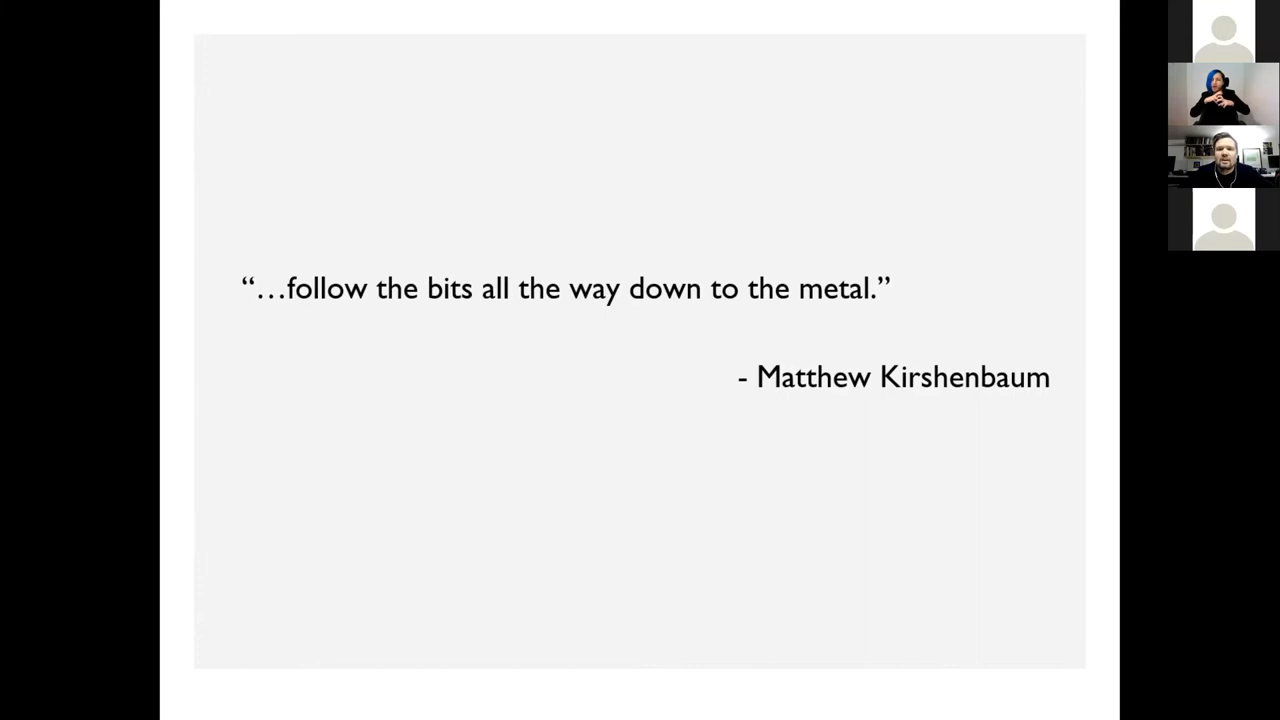 “…follow the bits all the way down to the metal.”
- Matthew Kirshenbaum